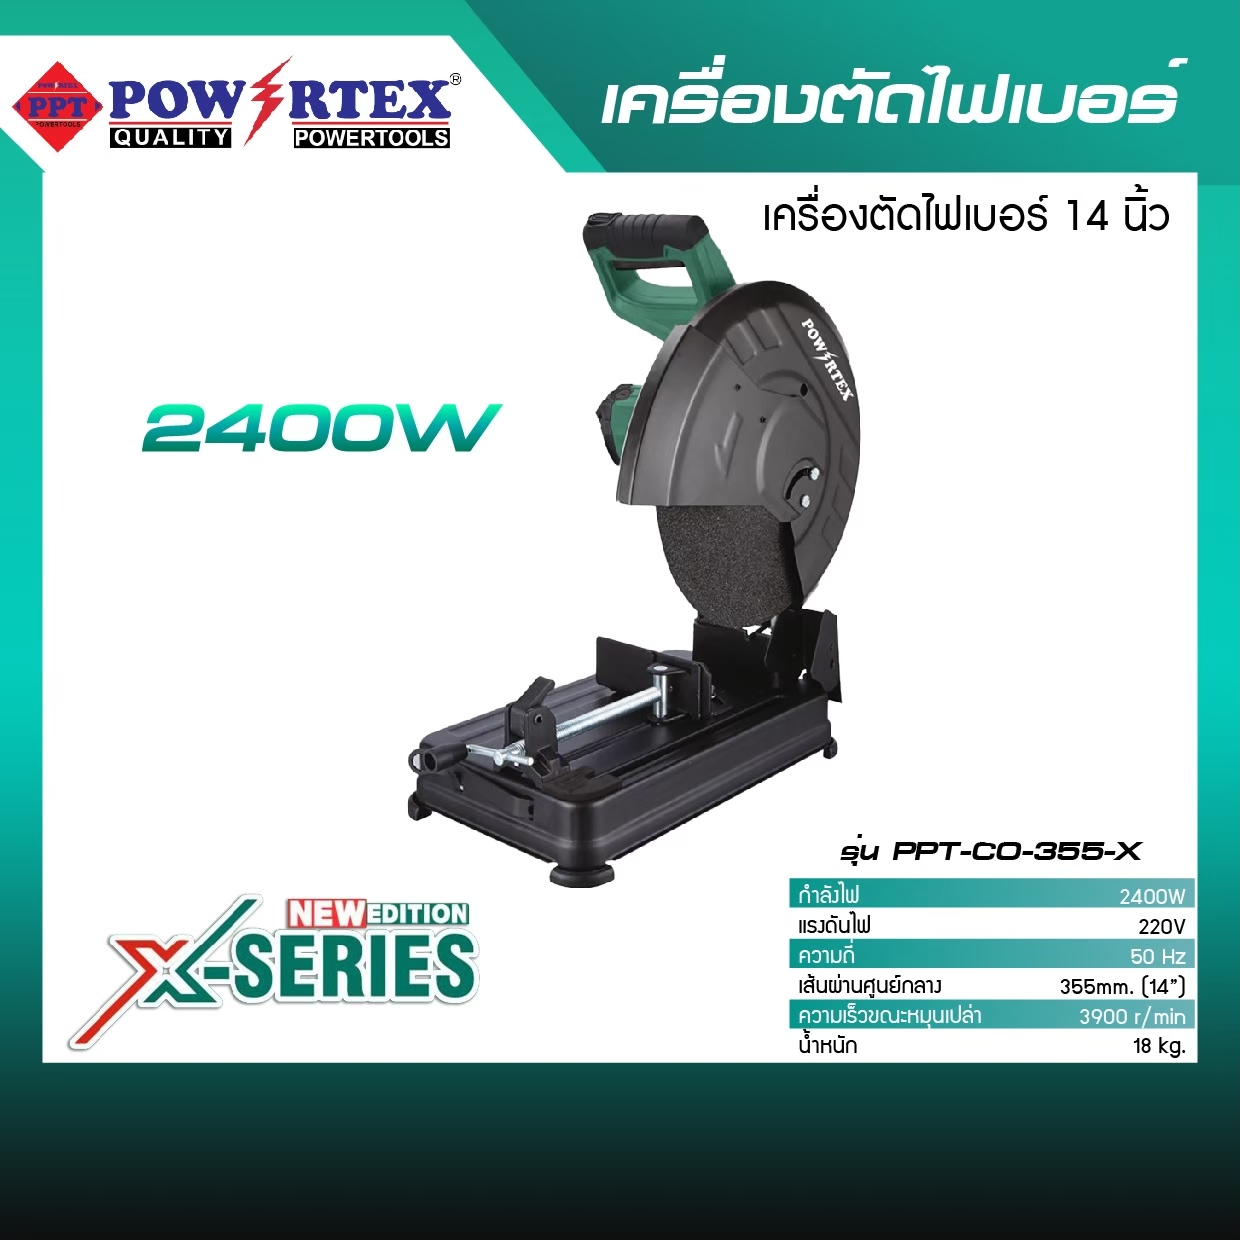 PPT
POWERTEX
POWERTOOLS
POWERTEX®
QUALITY POWERTOOLS
เครื่องตัดไฟเบอร์
เครื่องตัดไฟเบอร์ 14 นิ้ว
POWERTEX
2400W
รุ่น PPT-CO-355-X
NEW EDITION
X-SERIES
กำลังไฟ 2400W
แรงดันไฟ 220V
ความถี่ 50 Hz
เส้นผ่านศูนย์กลาง 355mm. (14”)
ความเร็วขณะหมุนเปล่า 3900 r/min
น้ำหนัก 18 kg.